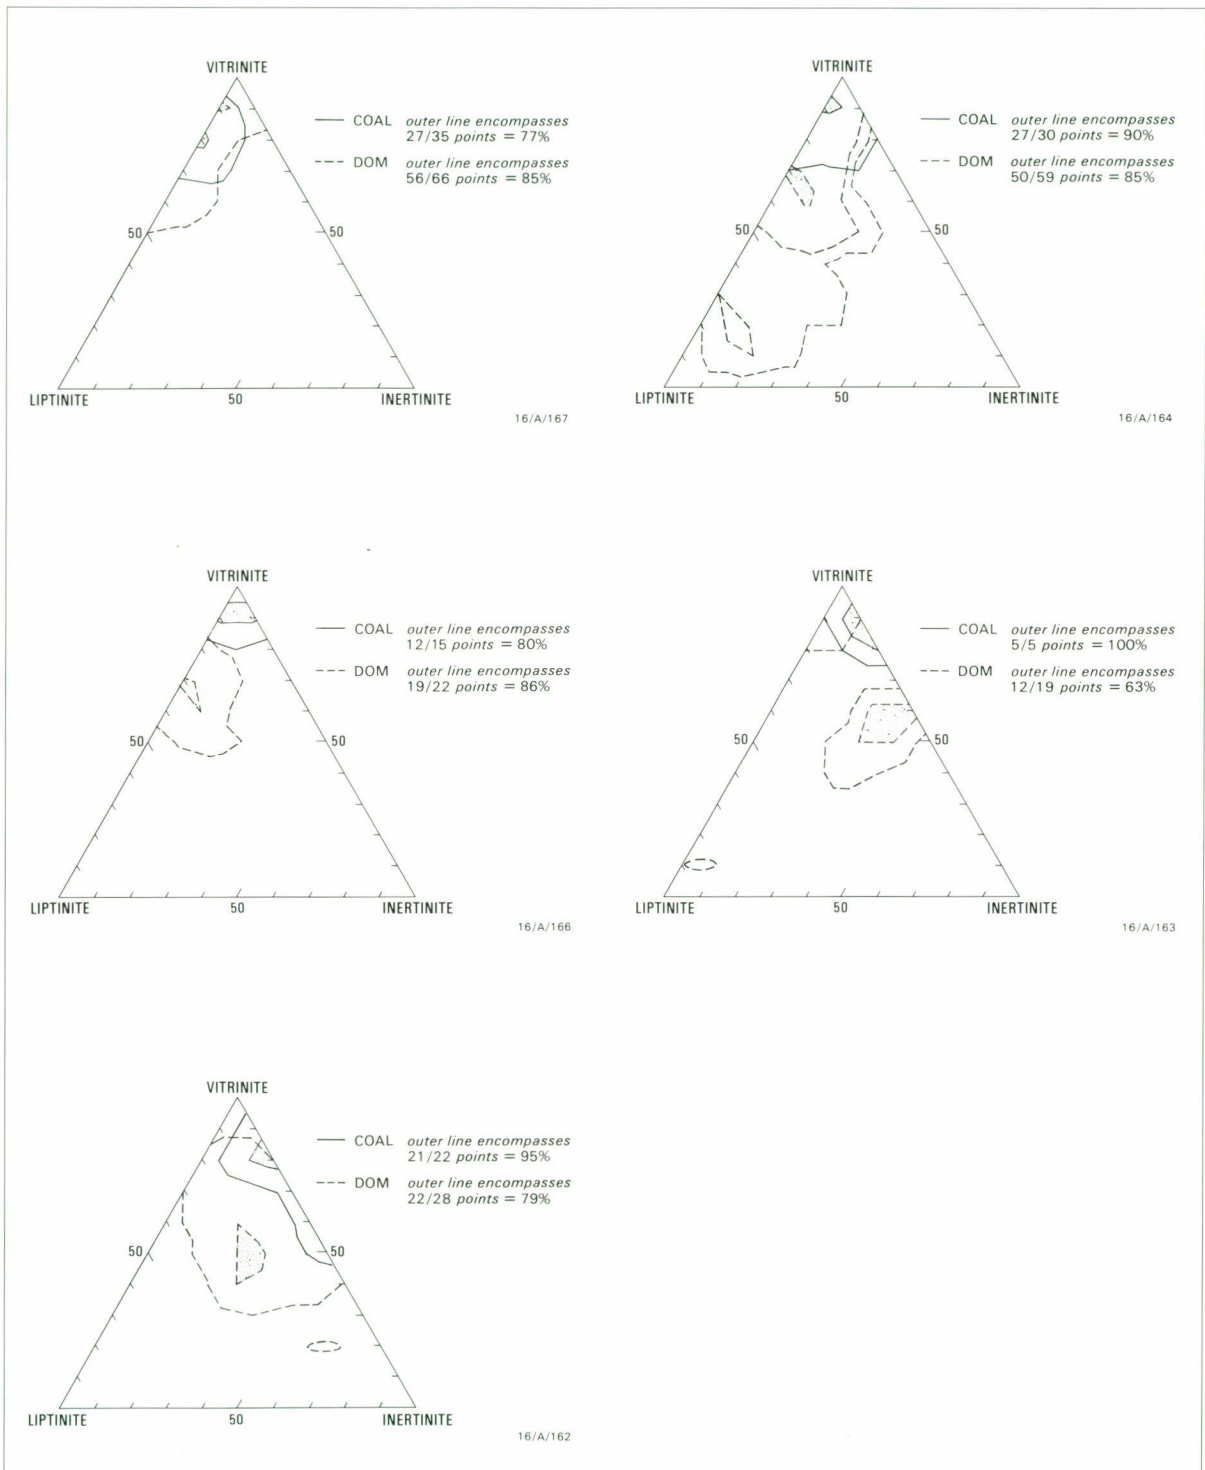 VITRINITE
COAL outer line encompasses
27/35 points = 77%
DOM outer line encompasses
56/66 points = 85%
50 50
LIPTINITE 50 INERTINITE
16/A/167
VITRINITE
COAL outer line encompasses
27/30 points = 90%
DOM outer line encompasses
50/59 points = 85%
50 50
LIPTINITE 50 INERTINITE
16/A/164
VITRINITE
COAL outer line encompasses
12/15 points = 80%
DOM outer line encompasses
19/22 points = 86%
50 50
LIPTINITE 50 INERTINITE
16/A/166
VITRINITE
COAL outer line encompasses
5/5 points = 100%
DOM outer line encompasses
12/19 points = 63%
50 50
LIPTINITE 50 INERTINITE
16/A/163
VITRINITE
COAL outer line encompasses
21/22 points = 95%
DOM outer line encompasses
22/28 points = 79%
50 50
LIPTINITE 50 INERTINITE
16/A/162